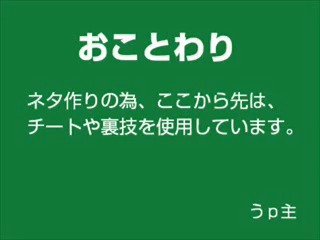 おことわり
ネタ作りの為、ここから先は、
チートや裏技を使用しています。
うｐ主